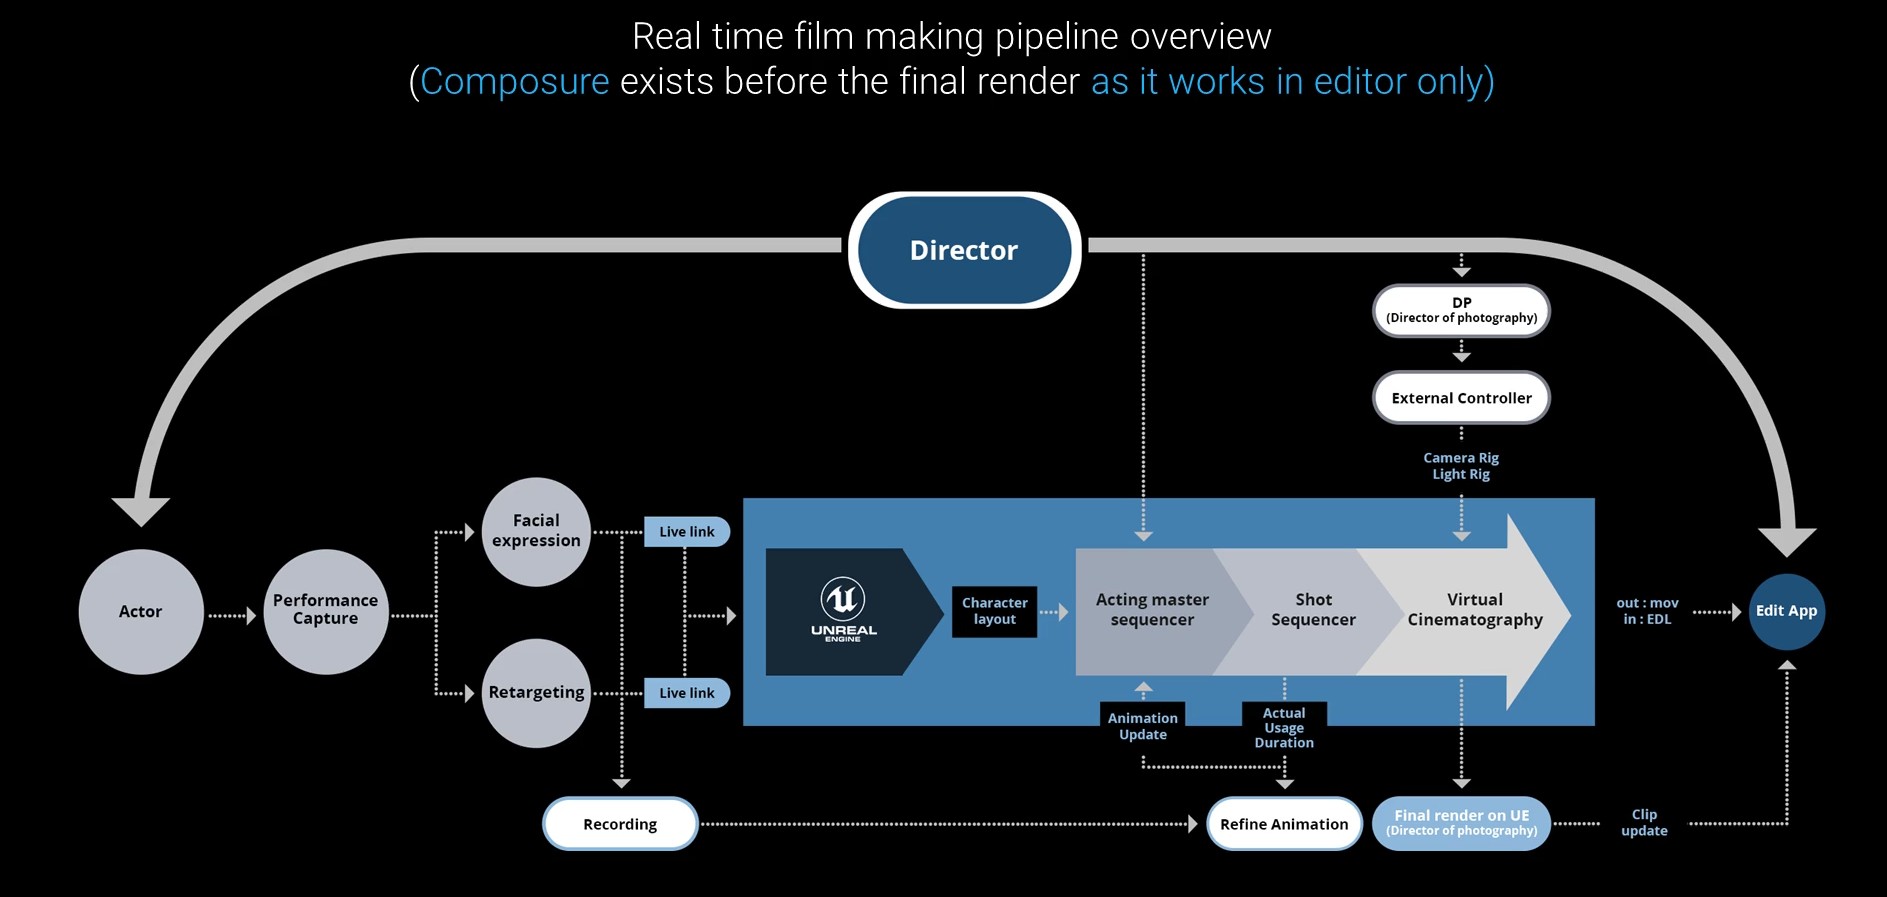 Real time film making pipeline overview
(Composure exists before the final render as it works in editor only)
Director
DP
(Director of photography)
External Controller
Camera Rig
Light Rig
Actor
Performance
Capture
Facial
expression
Retargeting
Live link
Live link
UNREAL
ENGINE
Character
layout
Acting master
sequencer
Shot
Sequencer
Virtual
Cinematography
out : mov
in : EDL
Edit App
Animation
Update
Actual
Usage
Duration
Recording
Refine Animation
Final render on UE
(Director of photography)
Clip
update